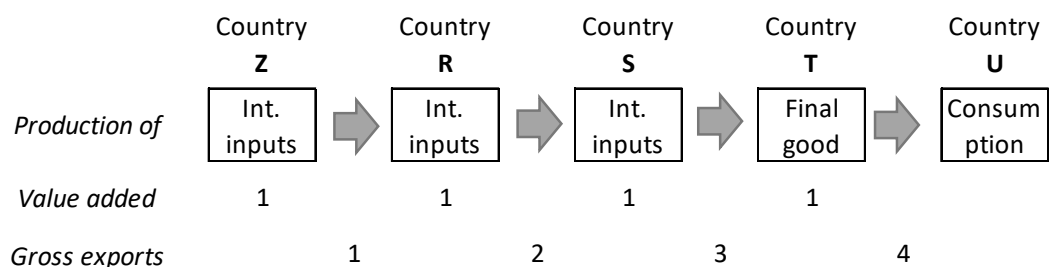 Country Country Country Country Country
Z R S T U
Production of Int. inputs Int. inputs Int. inputs Final good Consum ption
Value added 1 1 1 1
Gross exports 1 2 3 4